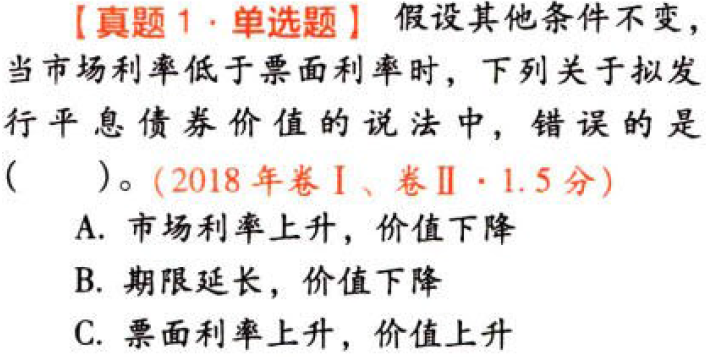 【真题1·单选题】 假设其他条件不变，
当市场利率低于票面利率时，下列关于拟发
行平息债券价值的说法中，错误的是
(  )。(2018年卷Ⅰ、卷Ⅱ·1.5分)
A. 市场利率上升，价值下降
B. 期限延长，价值下降
C. 票面利率上升，价值上升